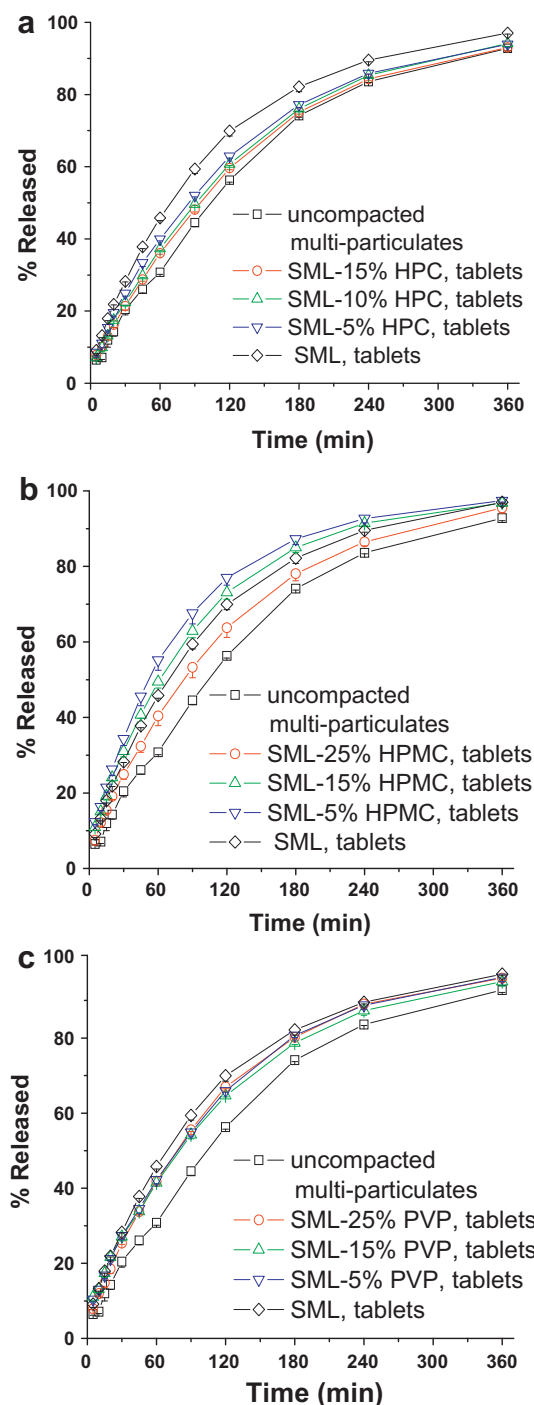 a
100
80
60
40
20
0
% Released
uncompacted
multi-particulates
SML-15% HPC, tablets
SML-10% HPC, tablets
SML-5% HPC, tablets
SML, tablets
0 60 120 180 240 300 360
Time (min)
b
100
80
60
40
20
0
% Released
uncompacted
multi-particulates
SML-25% HPMC, tablets
SML-15% HPMC, tablets
SML-5% HPMC, tablets
SML, tablets
0 60 120 180 240 300 360
Time (min)
c
100
80
60
40
20
0
% Released
uncompacted
multi-particulates
SML-25% PVP, tablets
SML-15% PVP, tablets
SML-5% PVP, tablets
SML, tablets
0 60 120 180 240 300 360
Time (min)